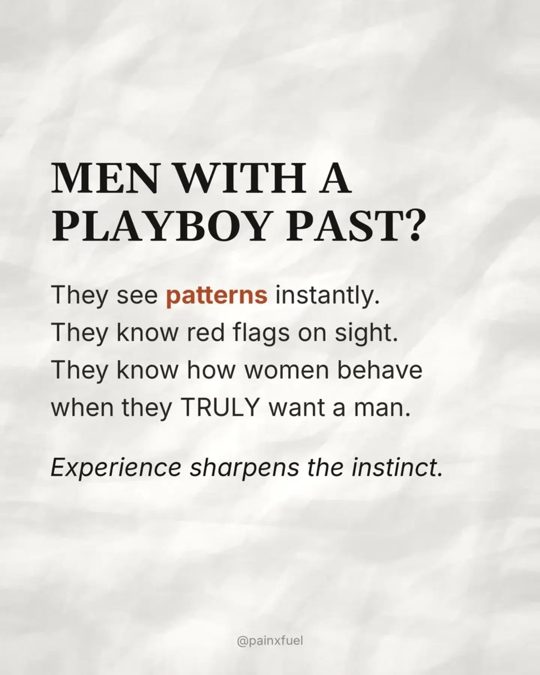 MEN WITH A
PLAYBOY PAST?
They see patterns instantly.
They know red flags on sight.
They know how women behave
when they TRULY want a man.
Experience sharpens the instinct.
@painxfuel